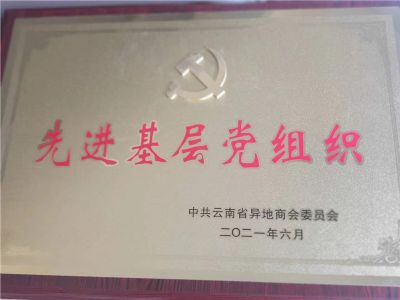 先进基层党组织
中共云南省异地商会委员会
二〇二一年六月